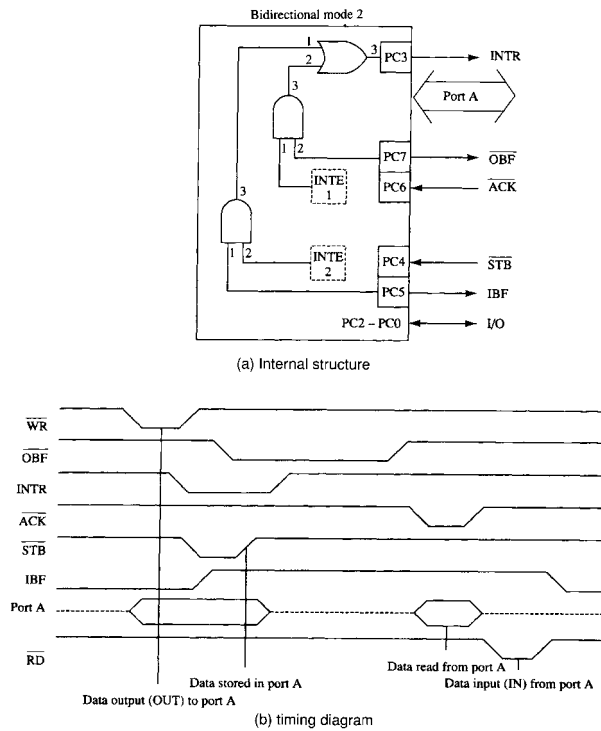 Bidirectional mode 2
1
2
3
PC3
INTR
Port A
3
1
2
PC7
OBF
INTE
1
PC6
ACK
3
1
2
INTE
2
PC4
STB
PC5
IBF
PC2 – PC0
I/O
(a) Internal structure
WR
OBF
INTR
ACK
STB
IBF
Port A
RD
Data stored in port A
Data read from port A
Data output (OUT) to port A
Data input (IN) from port A
(b) timing diagram